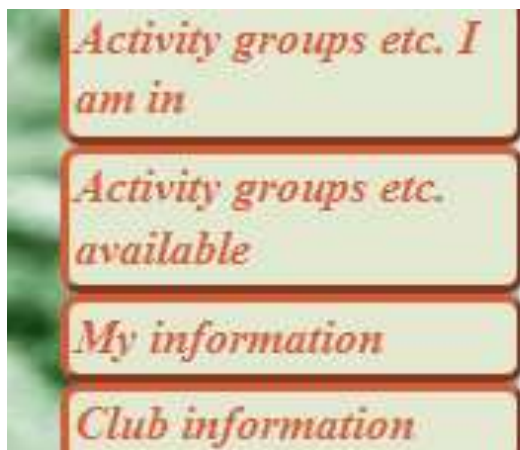 Activity groups etc. I
am in
Activity groups etc.
available
My information
Club information